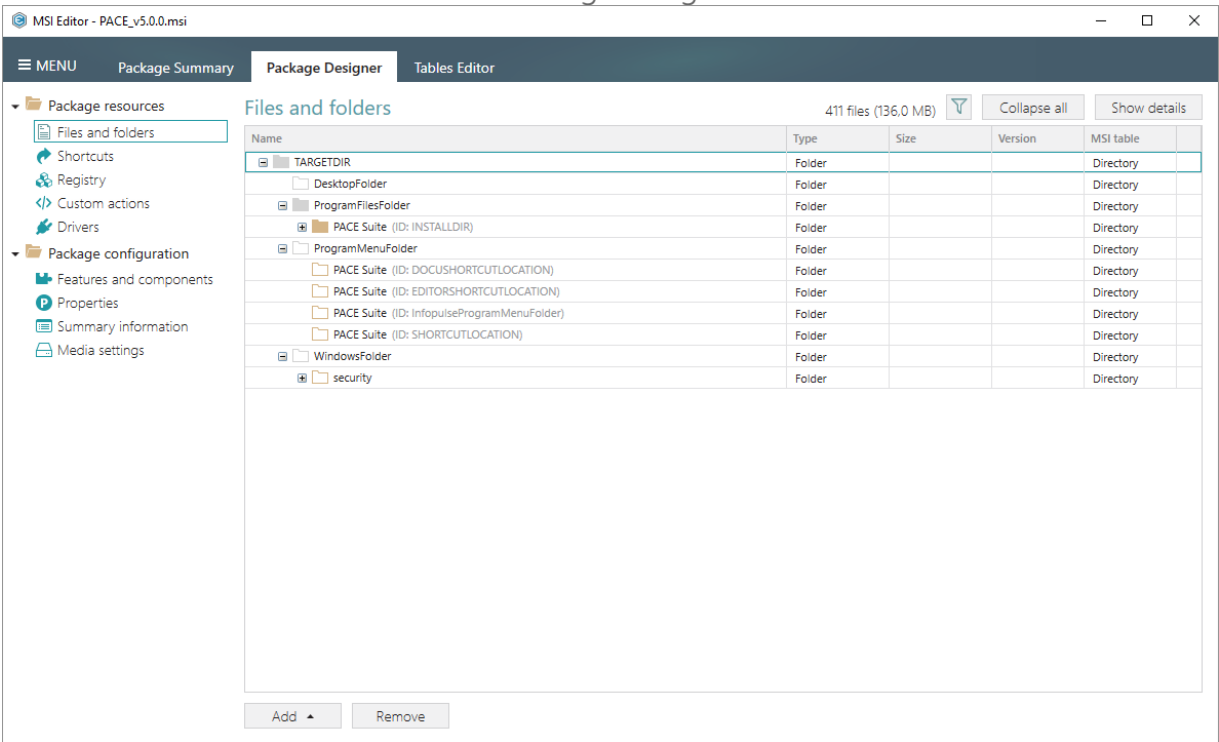 MSI Editor - PACE_v5.0.0.msi
MENU Package Summary Package Designer Tables Editor
Package resources
Files and folders
Shortcuts
Registry
Custom actions
Drivers
Package configuration
Features and components
Properties
Summary information
Media settings
Files and folders
411 files (136,0 MB) Collapse all Show details
Name Type Size Version MSI table
TARGETDIR Folder Directory
DesktopFolder Folder Directory
ProgramFilesFolder Folder Directory
PACE Suite (ID: INSTALLDIR) Folder Directory
ProgramMenuFolder Folder Directory
PACE Suite (ID: DOCUSHORTCUTLOCATION) Folder Directory
PACE Suite (ID: EDITORSHORTCUTLOCATION) Folder Directory
PACE Suite (ID: InfopulseProgramMenuFolder) Folder Directory
PACE Suite (ID: SHORTCUTLOCATION) Folder Directory
WindowsFolder Folder Directory
security Folder Directory
Add Remove